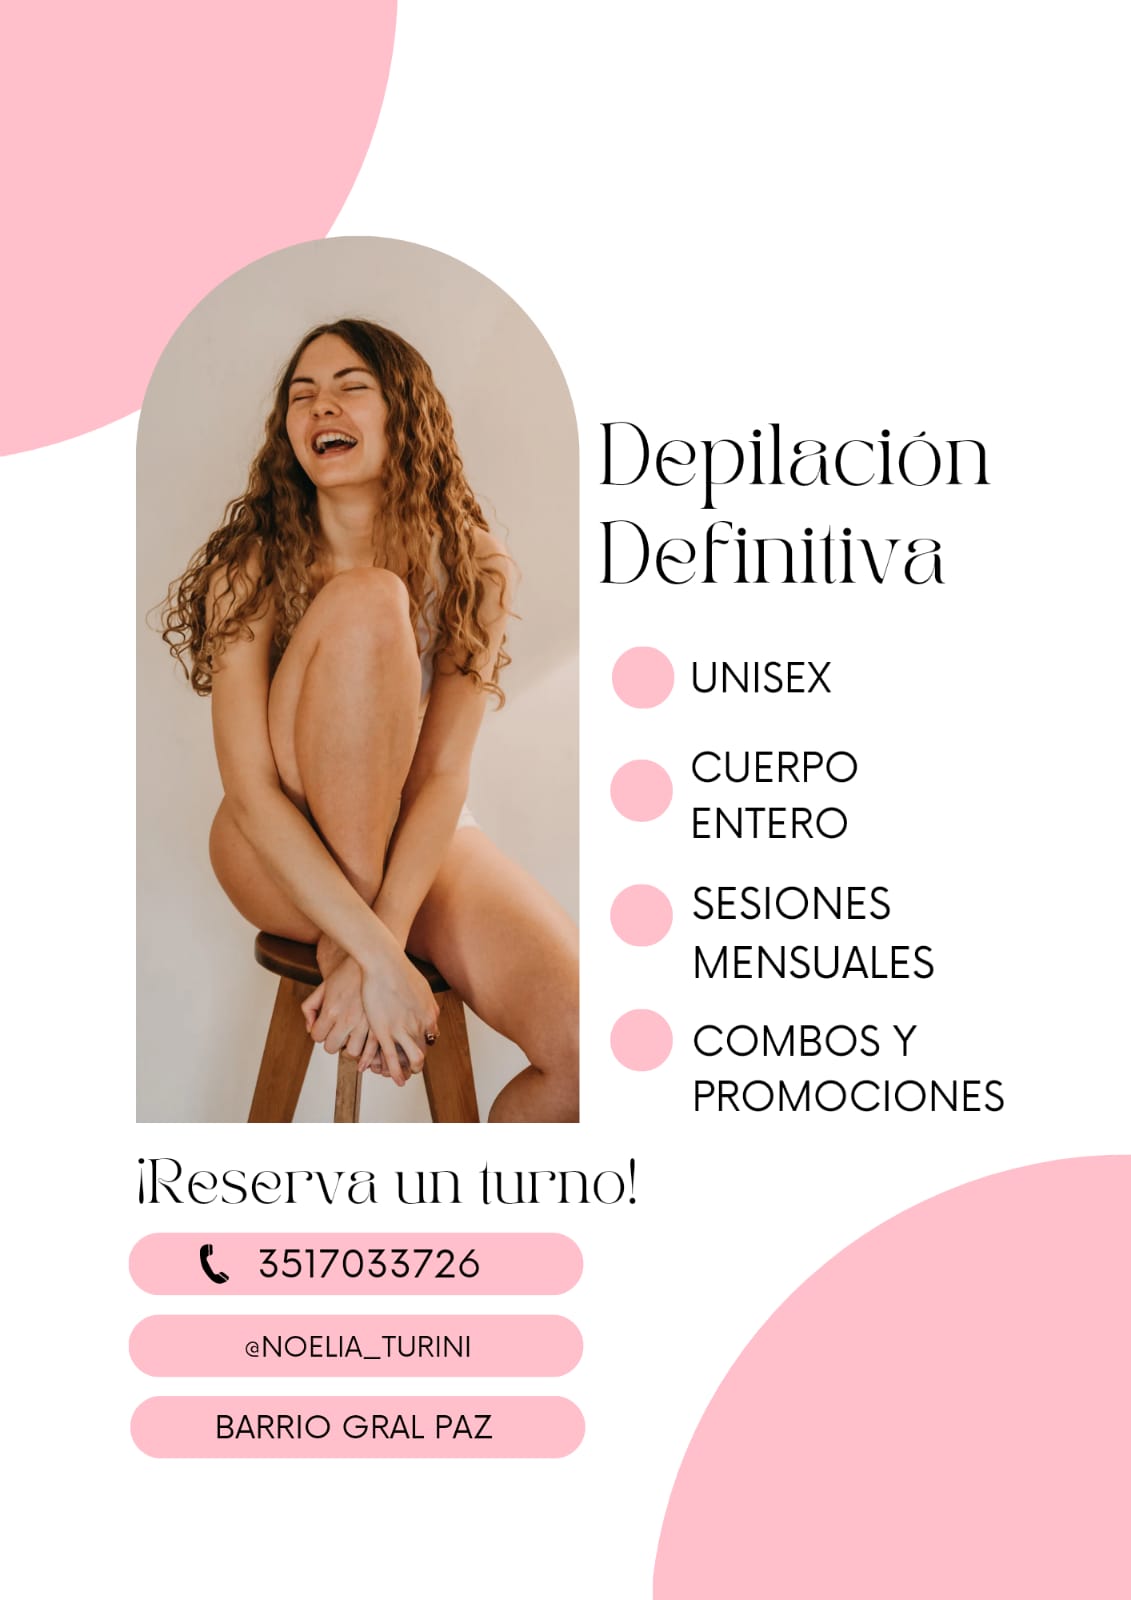 Depilación
Definitiva
UNISEX
CUERPO
ENTERO
SESIONES
MENSUALES
COMBOS Y
PROMOCIONES
¡Reserva un turno!
3517033726
@NOELIA_TURINI
BARRIO GRAL PAZ